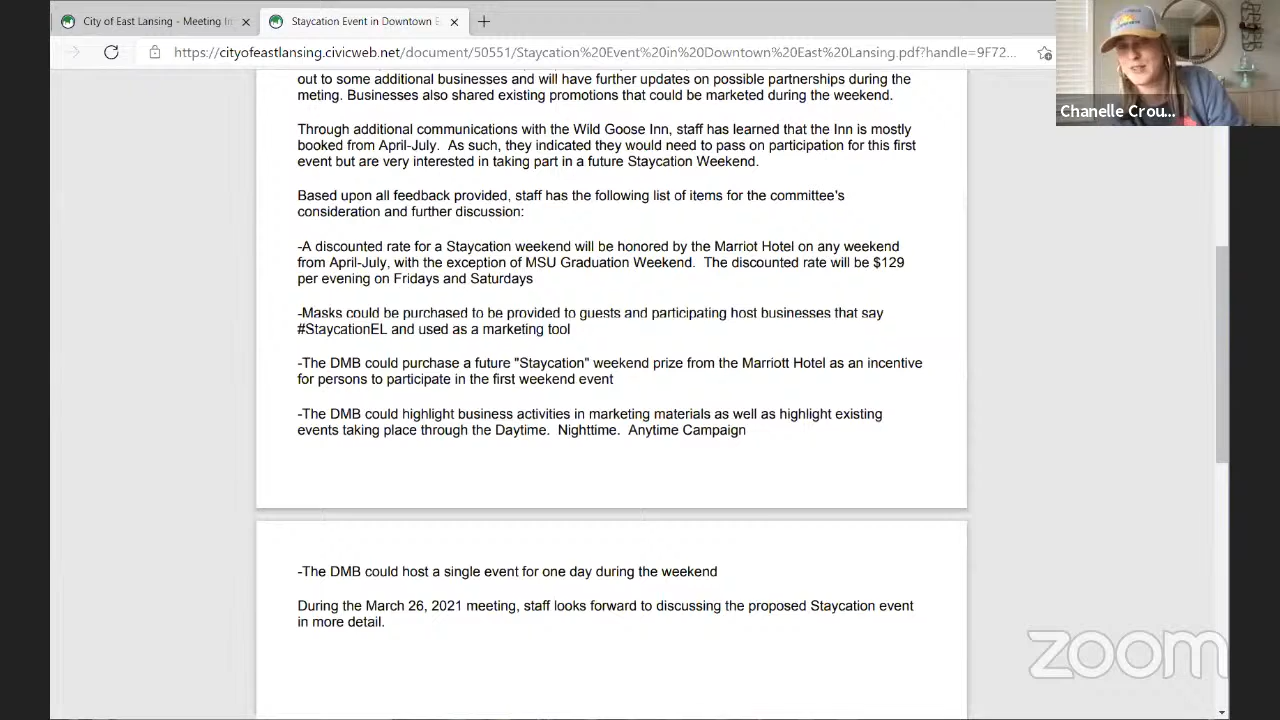 City of East Lansing - Meeting In
Staycation Event in Downtown E
https://cityofeastlansing.civicweb.net/document/50551/Staycation%20Event%20in%20Downtown%20East%20Lansing.pdf?handle=9F72...
Chanelle Crou...
out to some additional businesses and will have further updates on possible partnerships during the
meting. Businesses also shared existing promotions that could be marketed during the weekend.
Through additional communications with the Wild Goose Inn, staff has learned that the Inn is mostly
booked from April-July. As such, they indicated they would need to pass on participation for this first
event but are very interested in taking part in a future Staycation Weekend.
Based upon all feedback provided, staff has the following list of items for the committee's
consideration and further discussion:
-A discounted rate for a Staycation weekend will be honored by the Marriot Hotel on any weekend
from April-July, with the exception of MSU Graduation Weekend. The discounted rate will be $129
per evening on Fridays and Saturdays
-Masks could be purchased to be provided to guests and participating host businesses that say
#StaycationEL and used as a marketing tool
-The DMB could purchase a future "Staycation" weekend prize from the Marriott Hotel as an incentive
for persons to participate in the first weekend event
-The DMB could highlight business activities in marketing materials as well as highlight existing
events taking place through the Daytime. Nighttime. Anytime Campaign
-The DMB could host a single event for one day during the weekend
During the March 26, 2021 meeting, staff looks forward to discussing the proposed Staycation event
in more detail.
zoom